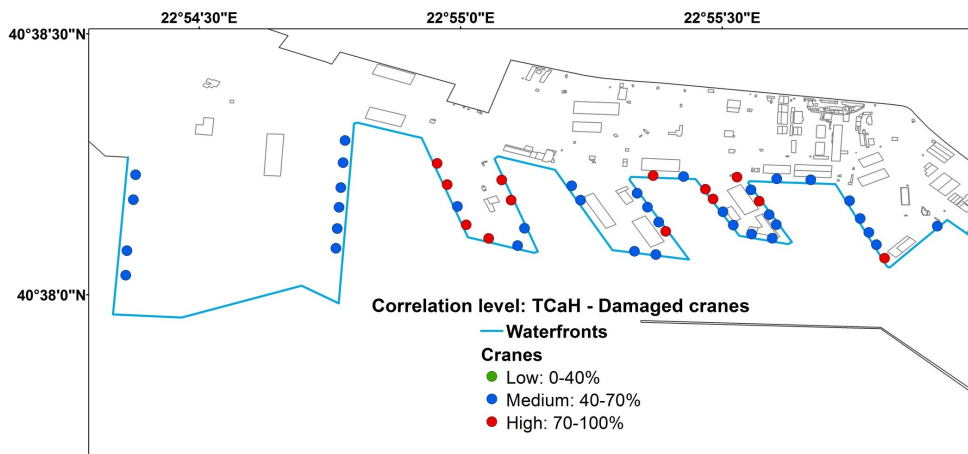 22°54'30"E 22°55'0"E 22°55'30"E
40°38'30"N
40°38'0"N
Correlation level: TCaH - Damaged cranes
Waterfronts
Cranes
Low: 0-40%
Medium: 40-70%
High: 70-100%